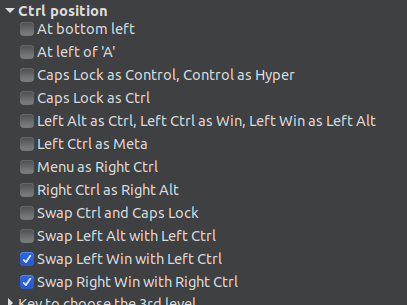 Ctrl position
At bottom left
At left of 'A'
Caps Lock as Control, Control as Hyper
Caps Lock as Ctrl
Left Alt as Ctrl, Left Ctrl as Win, Left Win as Left Alt
Left Ctrl as Meta
Menu as Right Ctrl
Right Ctrl as Right Alt
Swap Ctrl and Caps Lock
Swap Left Alt with Left Ctrl
Swap Left Win with Left Ctrl
Swap Right Win with Right Ctrl
Key to choose the 3rd level